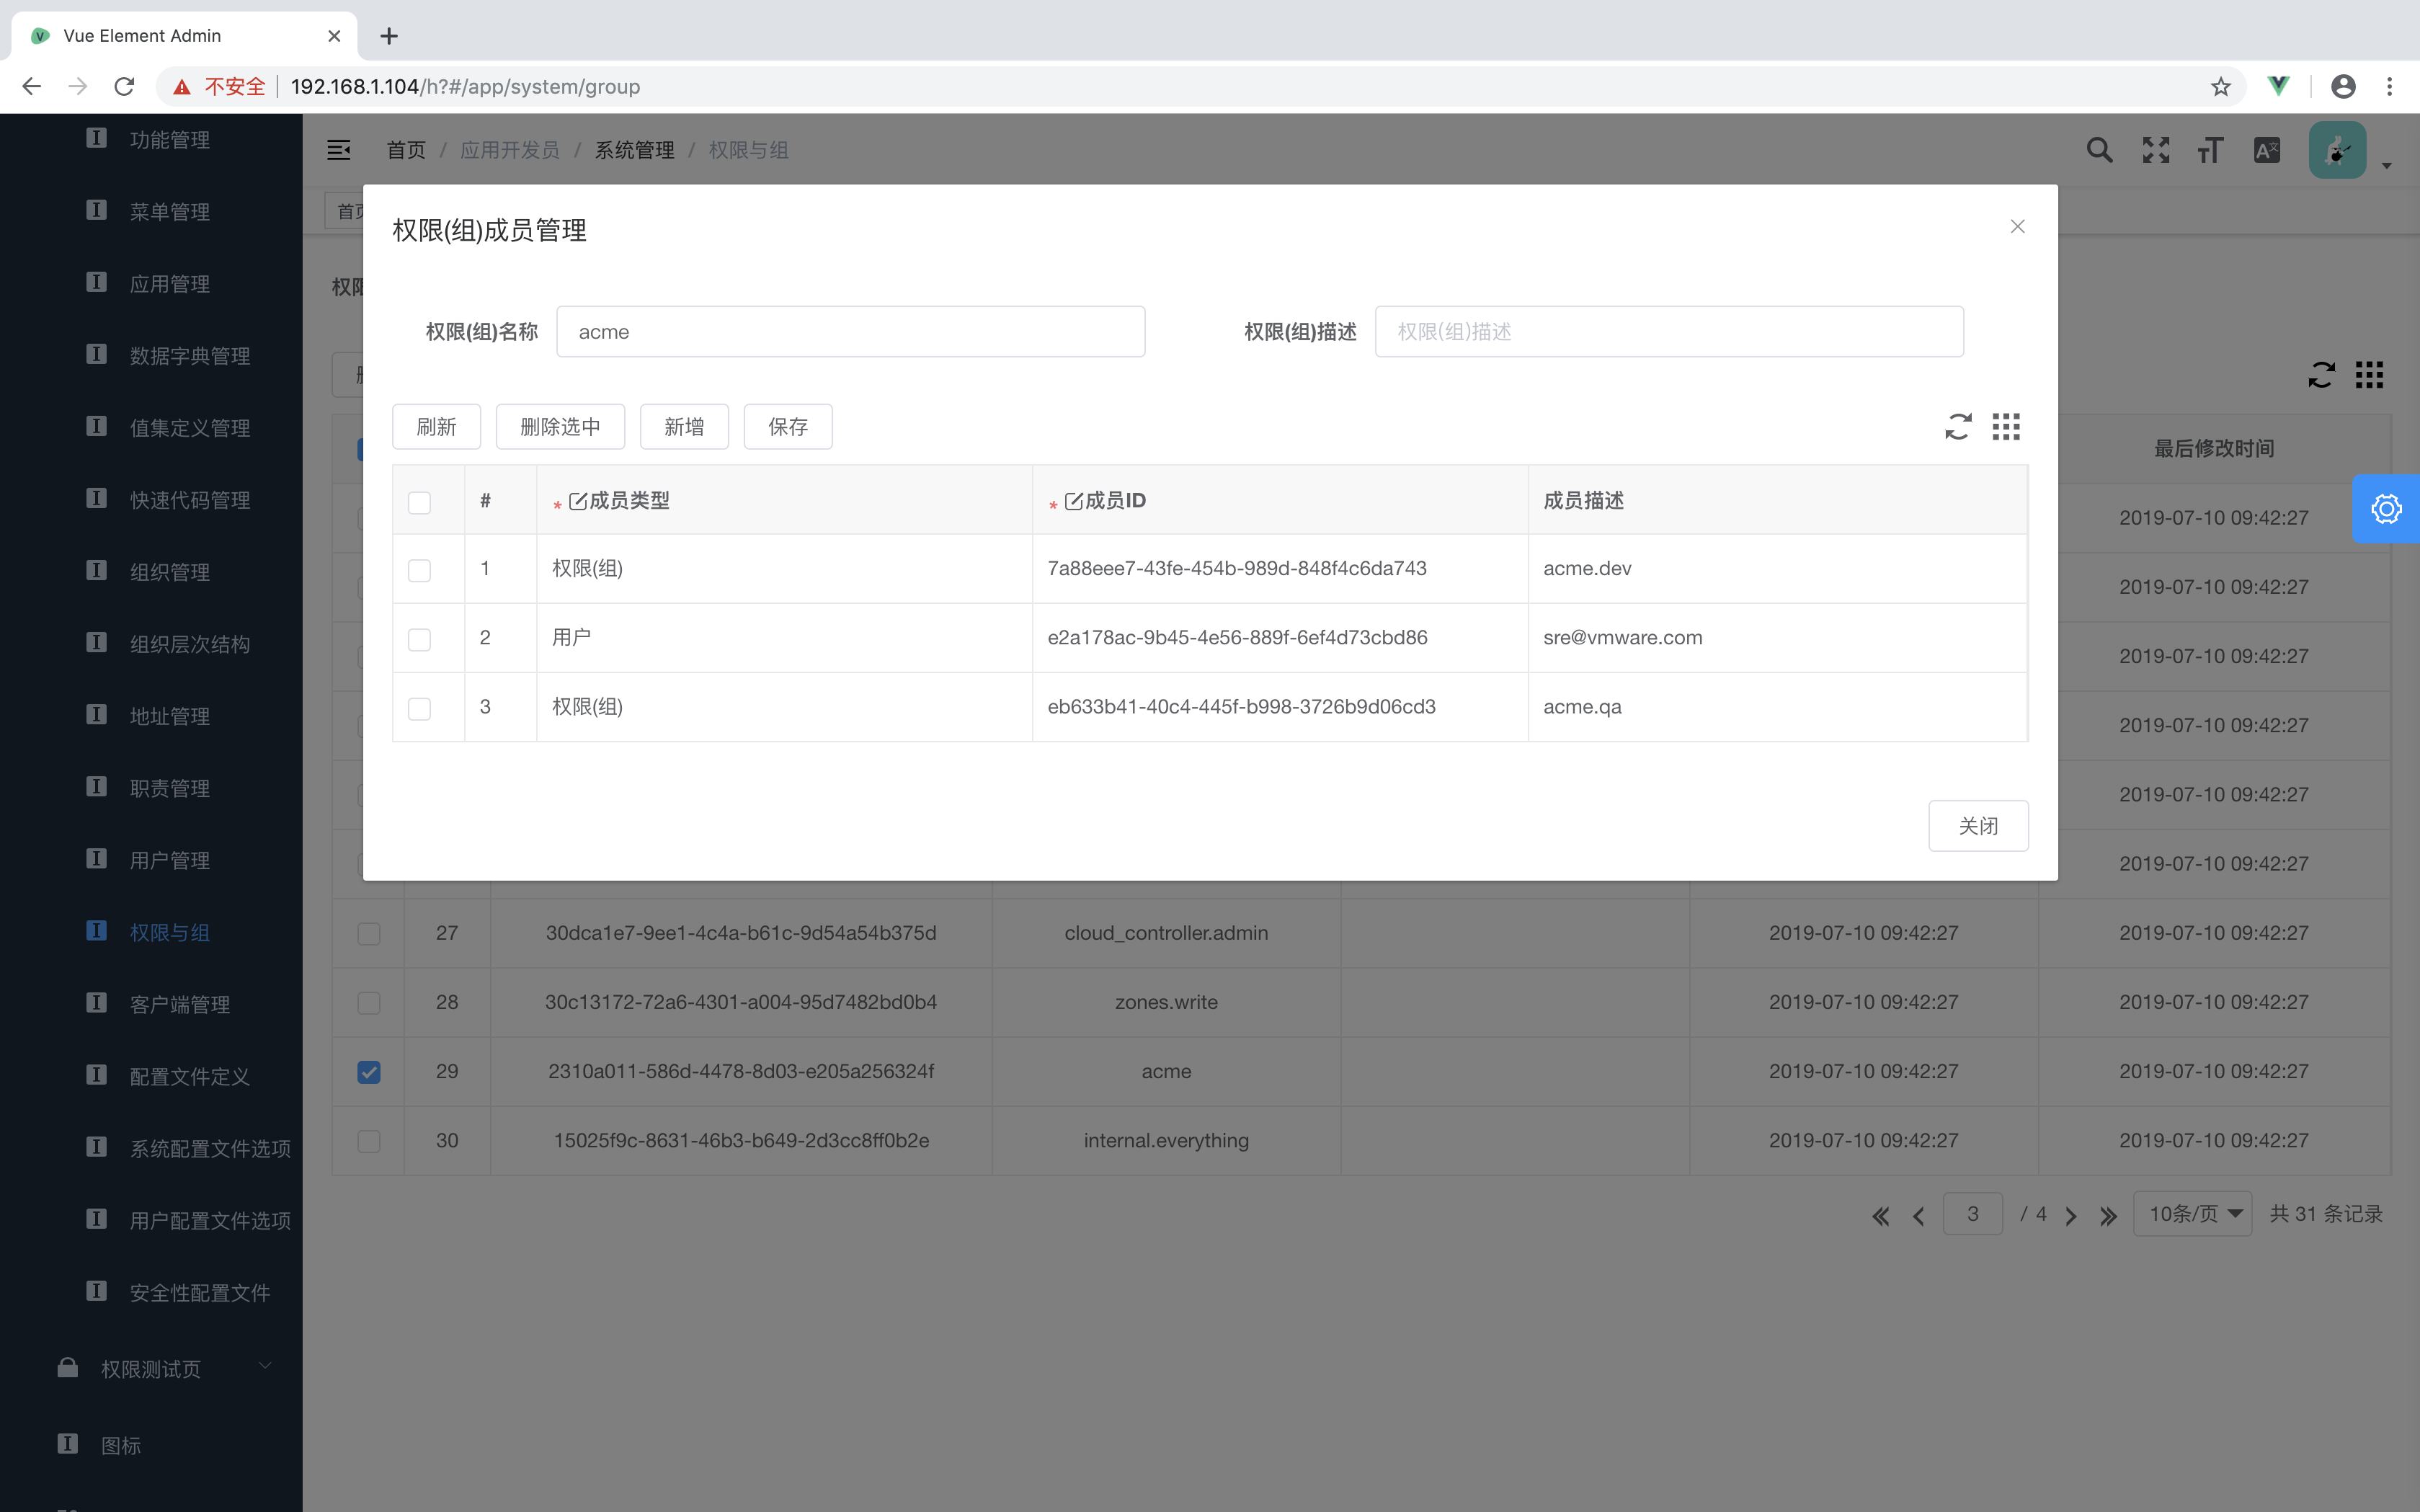 Vue Element Admin
不安全 192.168.1.104/h?#/app/system/group
功能管理
菜单管理
应用管理
数据字典管理
值集定义管理
快速代码管理
组织管理
组织层次结构
地址管理
职责管理
用户管理
权限与组
客户端管理
配置文件定义
系统配置文件选项
用户配置文件选项
安全性配置文件
权限测试页
图标
首页 / 应用开发员 / 系统管理 / 权限与组
权限(组)成员管理
权限(组)名称 acme 权限(组)描述 权限(组)描述
刷新 删除选中 新增 保存
# * 成员类型 * 成员ID 成员描述
1 权限(组) 7a88eee7-43fe-454b-989d-848f4c6da743 acme.dev
2 用户 e2a178ac-9b45-4e56-889f-6ef4d73cbd86 sre@vmware.com
3 权限(组) eb633b41-40c4-445f-b998-3726b9d06cd3 acme.qa
关闭
最后修改时间
2019-07-10 09:42:27
2019-07-10 09:42:27
2019-07-10 09:42:27
2019-07-10 09:42:27
2019-07-10 09:42:27
2019-07-10 09:42:27
27 30dca1e7-9ee1-4c4a-b61c-9d54a54b375d cloud_controller.admin 2019-07-10 09:42:27 2019-07-10 09:42:27
28 30c13172-72a6-4301-a004-95d7482bd0b4 zones.write 2019-07-10 09:42:27 2019-07-10 09:42:27
29 2310a011-586d-4478-8d03-e205a256324f acme 2019-07-10 09:42:27 2019-07-10 09:42:27
30 15025f9c-8631-46b3-b649-2d3cc8ff0b2e internal.everything 2019-07-10 09:42:27 2019-07-10 09:42:27
3 / 4 10条/页 共 31 条记录